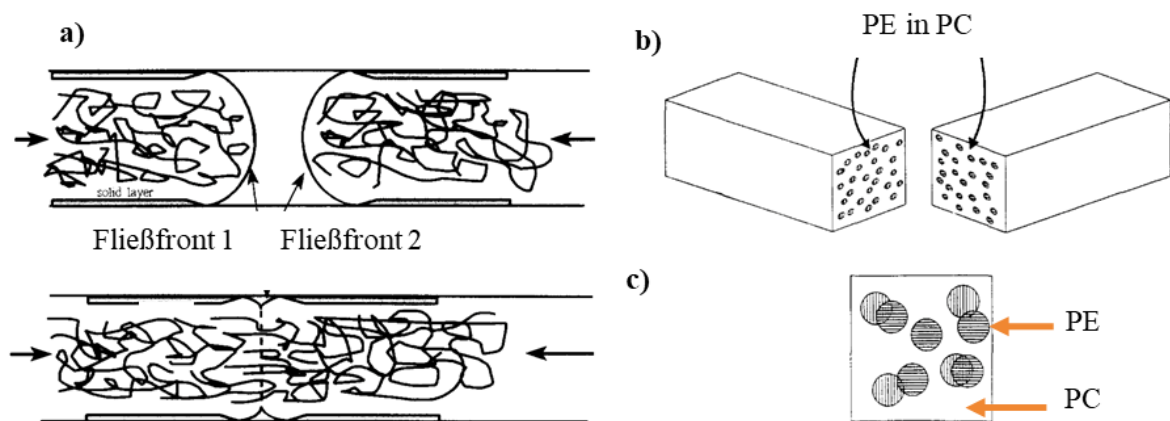 a)
solid layer
Fließfront 1
Fließfront 2
b)
PE in PC
c)
PE
PC